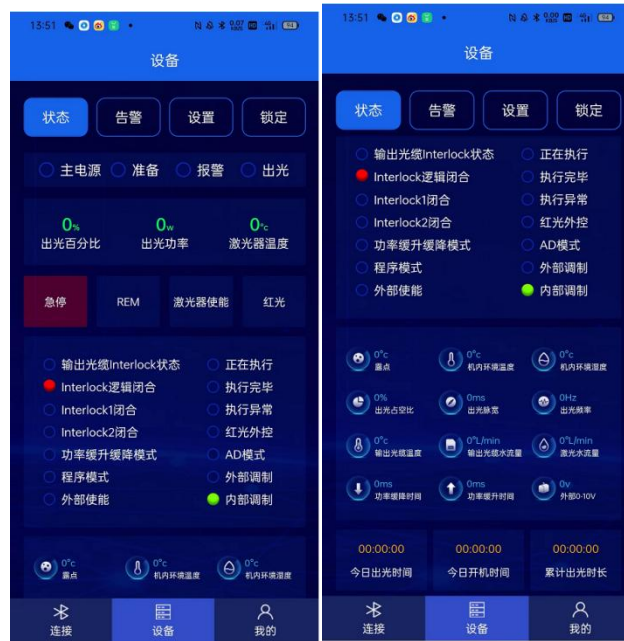 13:51
0.07 KB/S
HD
4G
94
设备
状态 告警 设置 锁定
主电源 准备 报警 出光
0% 0w 0°c
出光百分比 出光功率 激光器温度
急停 REM 激光器使能 红光
输出光缆Interlock状态 正在执行
Interlock逻辑闭合 执行完毕
Interlock1闭合 执行异常
Interlock2闭合 红光外控
功率缓升缓降模式 AD模式
程序模式 外部调制
外部使能 内部调制
0°c 0°c 0°c
露点 机内环境温度 机内环境湿度
连接 设备 我的
13:51
KB/S
HD
4G
94
设备
状态 告警 设置 锁定
输出光缆Interlock状态 正在执行
Interlock逻辑闭合 执行完毕
Interlock1闭合 执行异常
Interlock2闭合 红光外控
功率缓升缓降模式 AD模式
程序模式 外部调制
外部使能 内部调制
0°c 0°c 0°c
露点 机内环境温度 机内环境湿度
0% 0ms 0Hz
出光占空比 出光脉宽 出光频率
0°c 0°L/min 0°L/min
输出光缆温度 输出光缆水流量 激光水流量
0ms 0ms 0v
功率缓降时间 功率缓升时间 外部0-10V
00:00:00 00:00:00 00:00:00
今日出光时间 今日开机时间 累计出光时长
连接 设备 我的